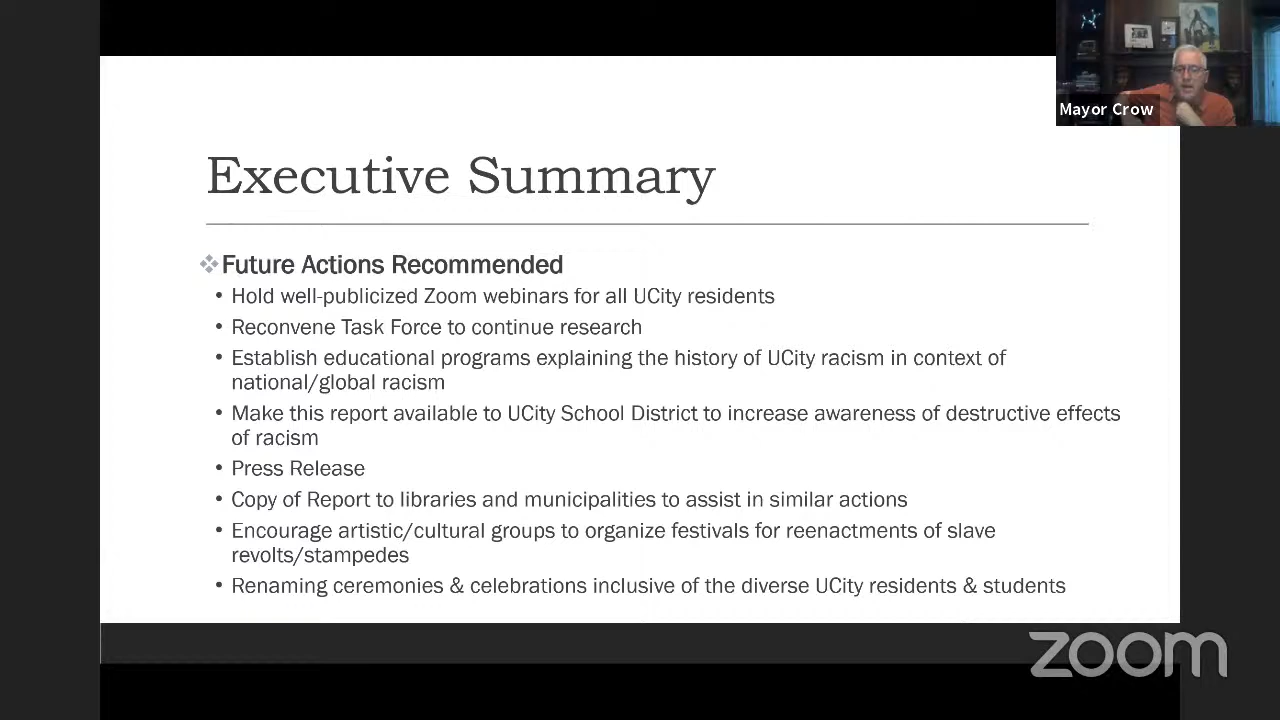 Mayor Crow
Executive Summary
❖Future Actions Recommended
• Hold well-publicized Zoom webinars for all UCity residents
• Reconvene Task Force to continue research
• Establish educational programs explaining the history of UCity racism in context of
national/global racism
• Make this report available to UCity School District to increase awareness of destructive effects
of racism
• Press Release
• Copy of Report to libraries and municipalities to assist in similar actions
• Encourage artistic/cultural groups to organize festivals for reenactments of slave
revolts/stampedes
• Renaming ceremonies & celebrations inclusive of the diverse UCity residents & students
zoom